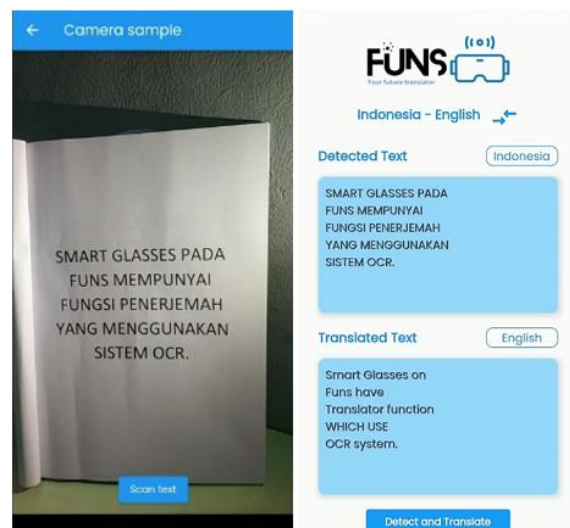 Camera sample
SMART GLASSES PADA
FUNS MEMPUNYAI
FUNGSI PENERJEMAH
YANG MENGGUNAKAN
SISTEM OCR.
Scan text
FUNS
Your future translator
Indonesia - English
Detected Text
Indonesia
SMART GLASSES PADA
FUNS MEMPUNYAI
FUNGSI PENERJEMAH
YANG MENGGUNAKAN
SISTEM OCR.
Translated Text
English
Smart Glasses on
Funs have
Translator function
WHICH USE
OCR system.
Detect and Translate